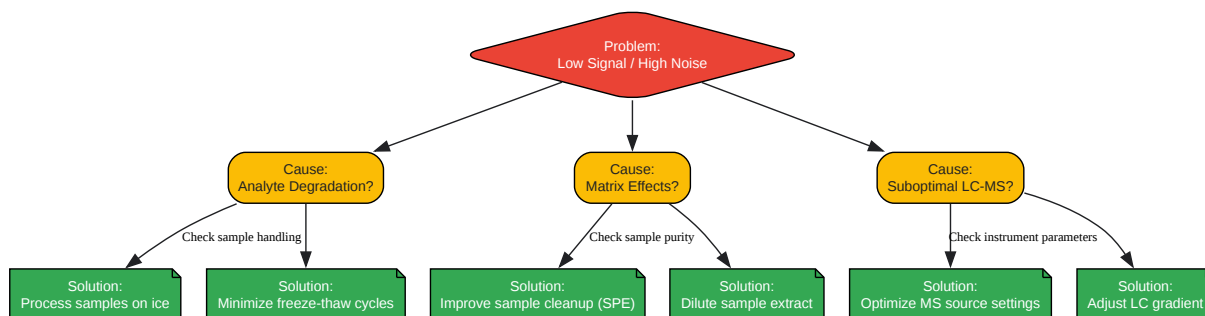 Problem:
Low Signal / High Noise
Cause:
Analyte Degradation?
Cause:
Matrix Effects?
Cause:
Suboptimal LC-MS?
Check sample handling
Check sample purity
Check instrument parameters
Solution:
Process samples on ice
Solution:
Minimize freeze-thaw cycles
Solution:
Improve sample cleanup (SPE)
Solution:
Dilute sample extract
Solution:
Optimize MS source settings
Solution:
Adjust LC gradient